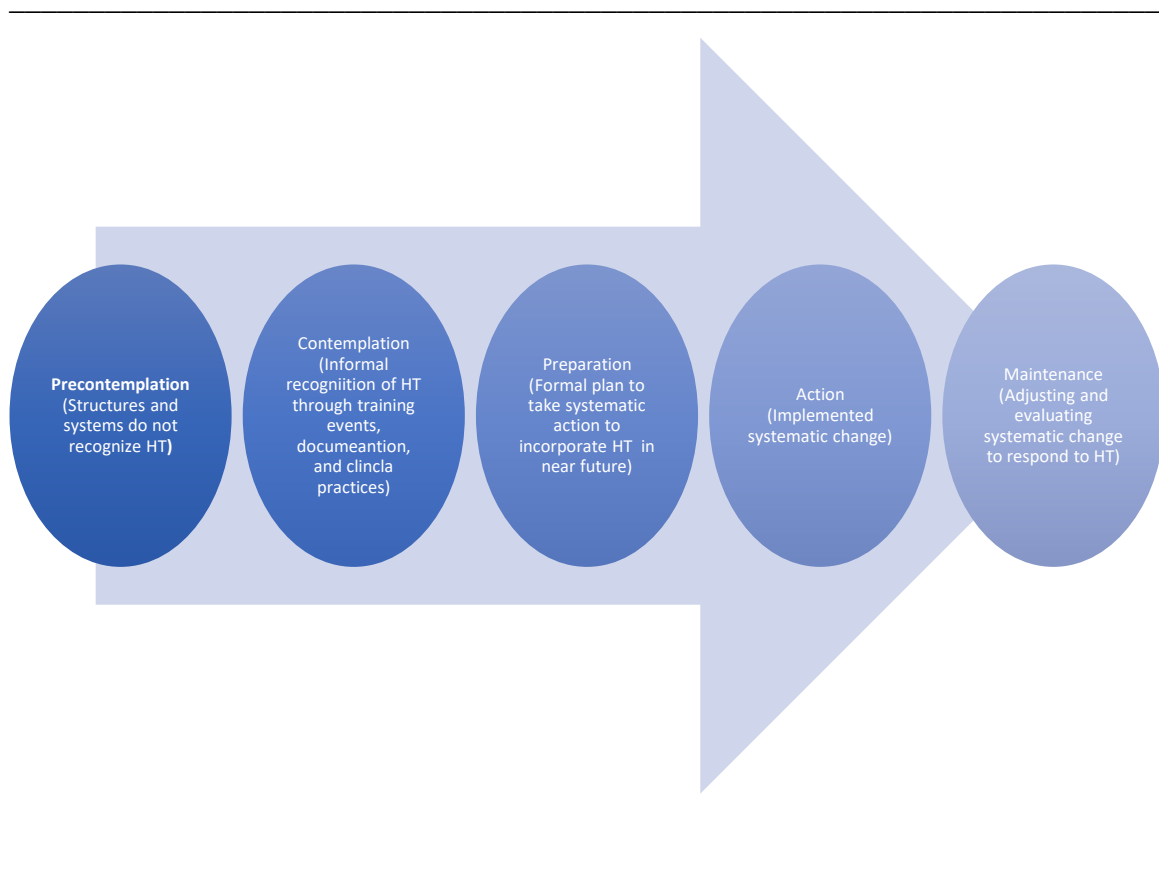 Precontemplation
(Structures and
systems do not
recognize HT)
Contemplation
(Informal
recogniition of HT
through training
events,
documeantion,
and clincla
practices)
Preparation
(Formal plan to
take systematic
action to
incorporate HT  in
near future)
Action
(Implemented
systematic change)
Maintenance
(Adjusting and
evaluating
systematic change
to respond to HT)